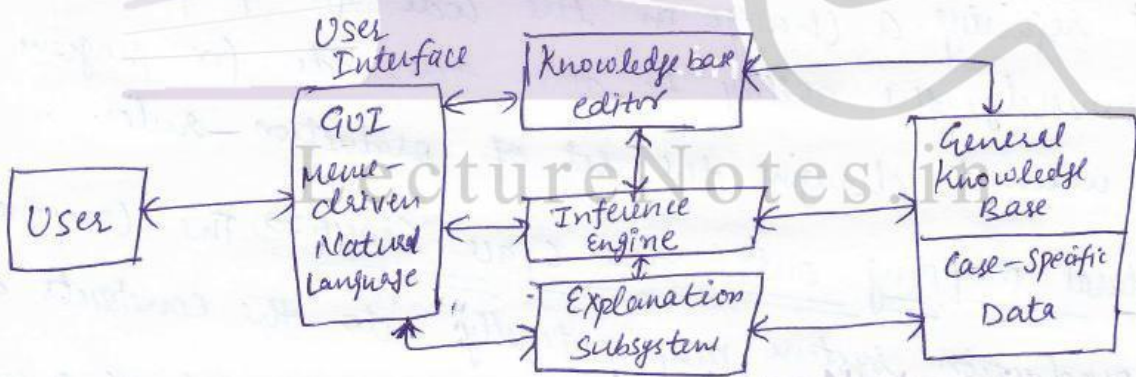 User
Interface
Knowledge base
editor
GUI
Menu-
driven
Natural
Language
User
Inference
Engine
Explanation
Subsystem
General
Knowledge
Base
Case-Specific
Data
LectureNotes.in